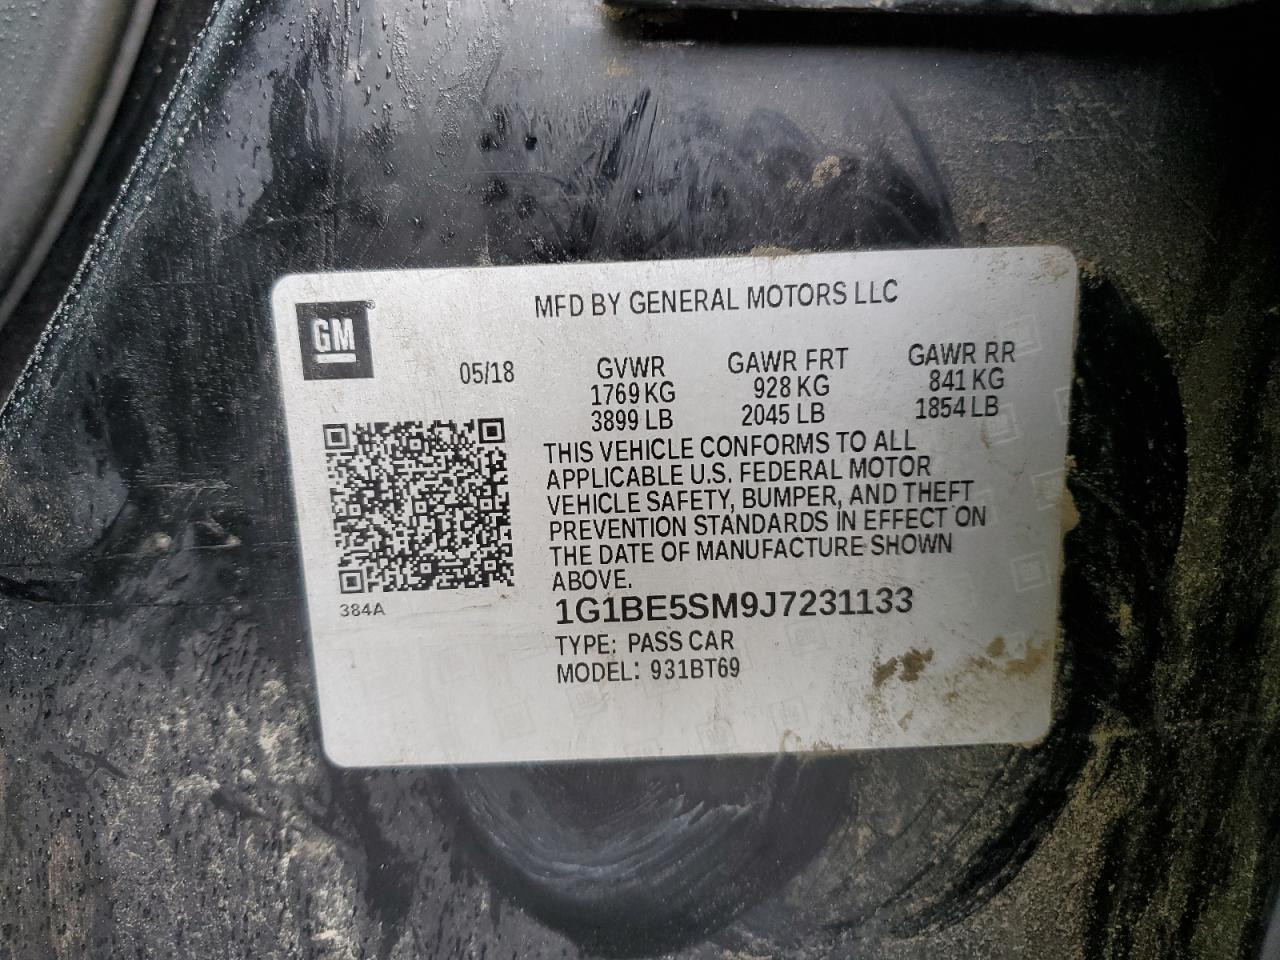 MFD BY GENERAL MOTORS LLC
GM®
05/18 GVWR GAWR FRT GAWR RR
1769 KG 928 KG 841 KG
3899 LB 2045 LB 1854 LB
THIS VEHICLE CONFORMS TO ALL
APPLICABLE U.S. FEDERAL MOTOR
VEHICLE SAFETY, BUMPER, AND THEFT
PREVENTION STANDARDS IN EFFECT ON
THE DATE OF MANUFACTURE SHOWN
ABOVE.
384A
1G1BE5SM9J7231133
TYPE: PASS CAR
MODEL: 931BT69